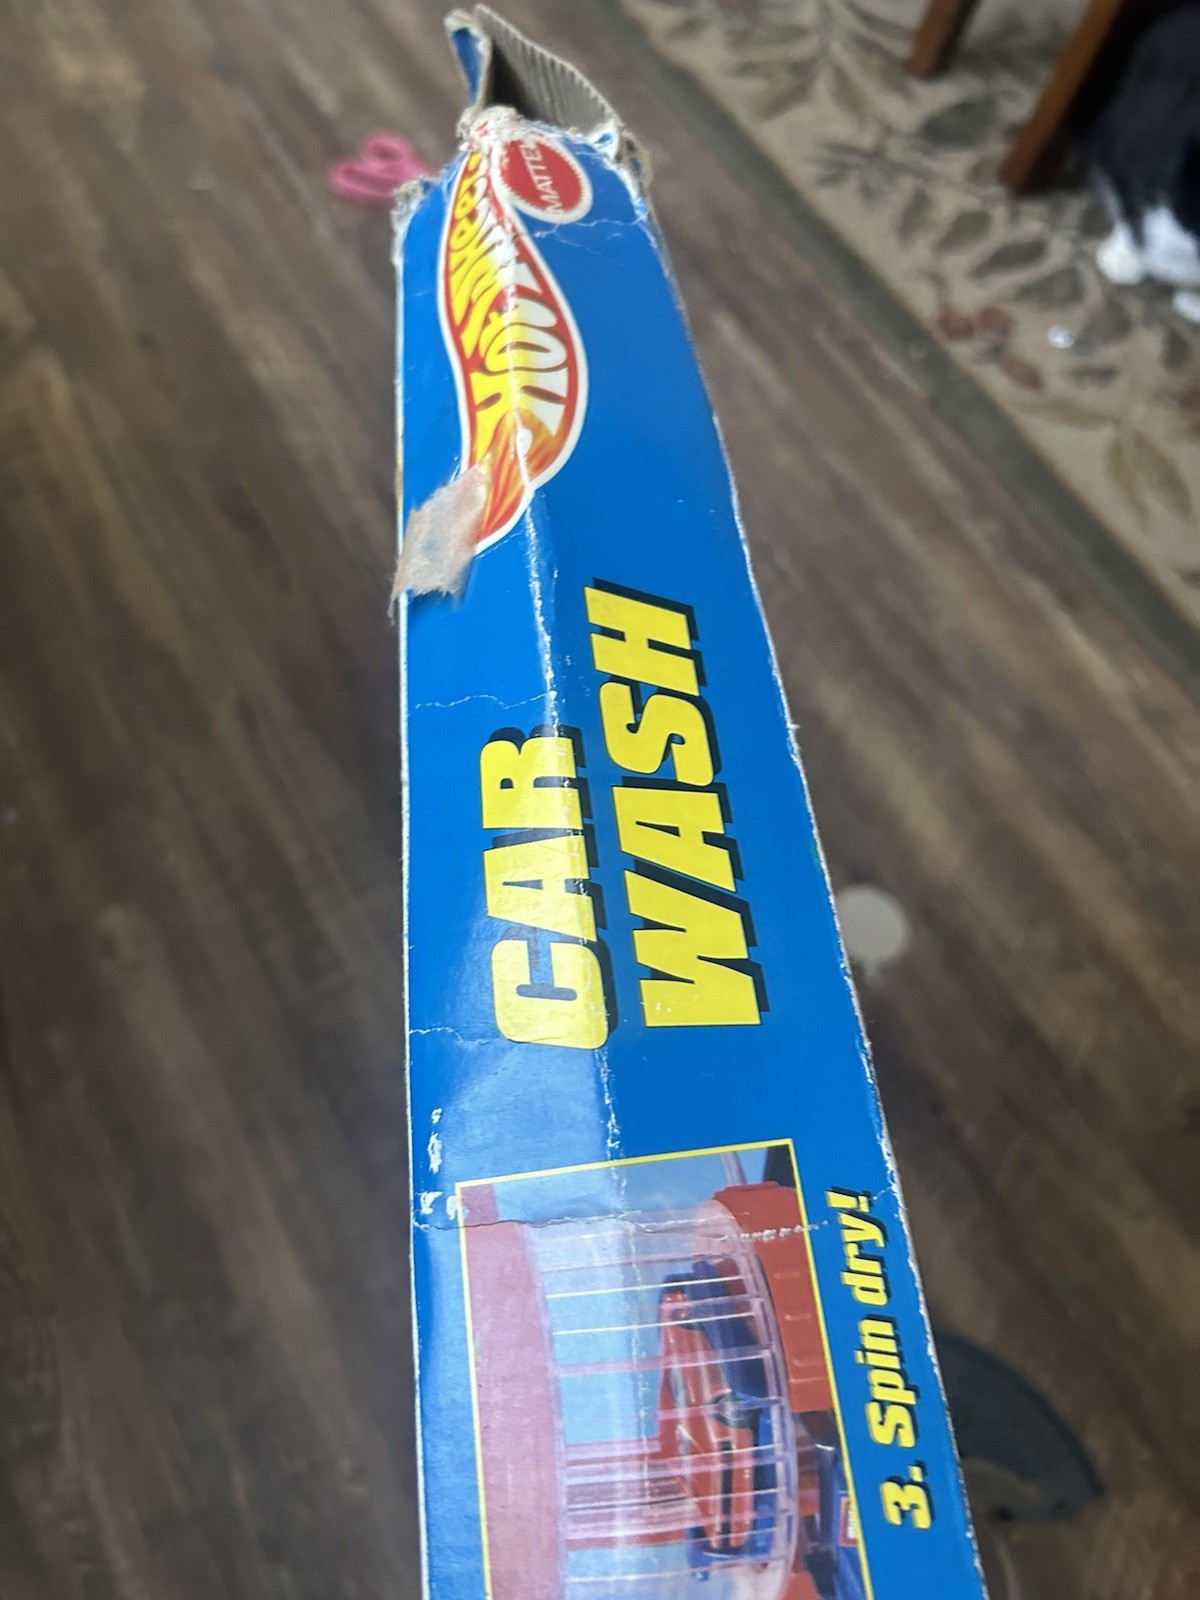 Hot Wheels
MATTEL
CAR
WASH
3. Spin dry!